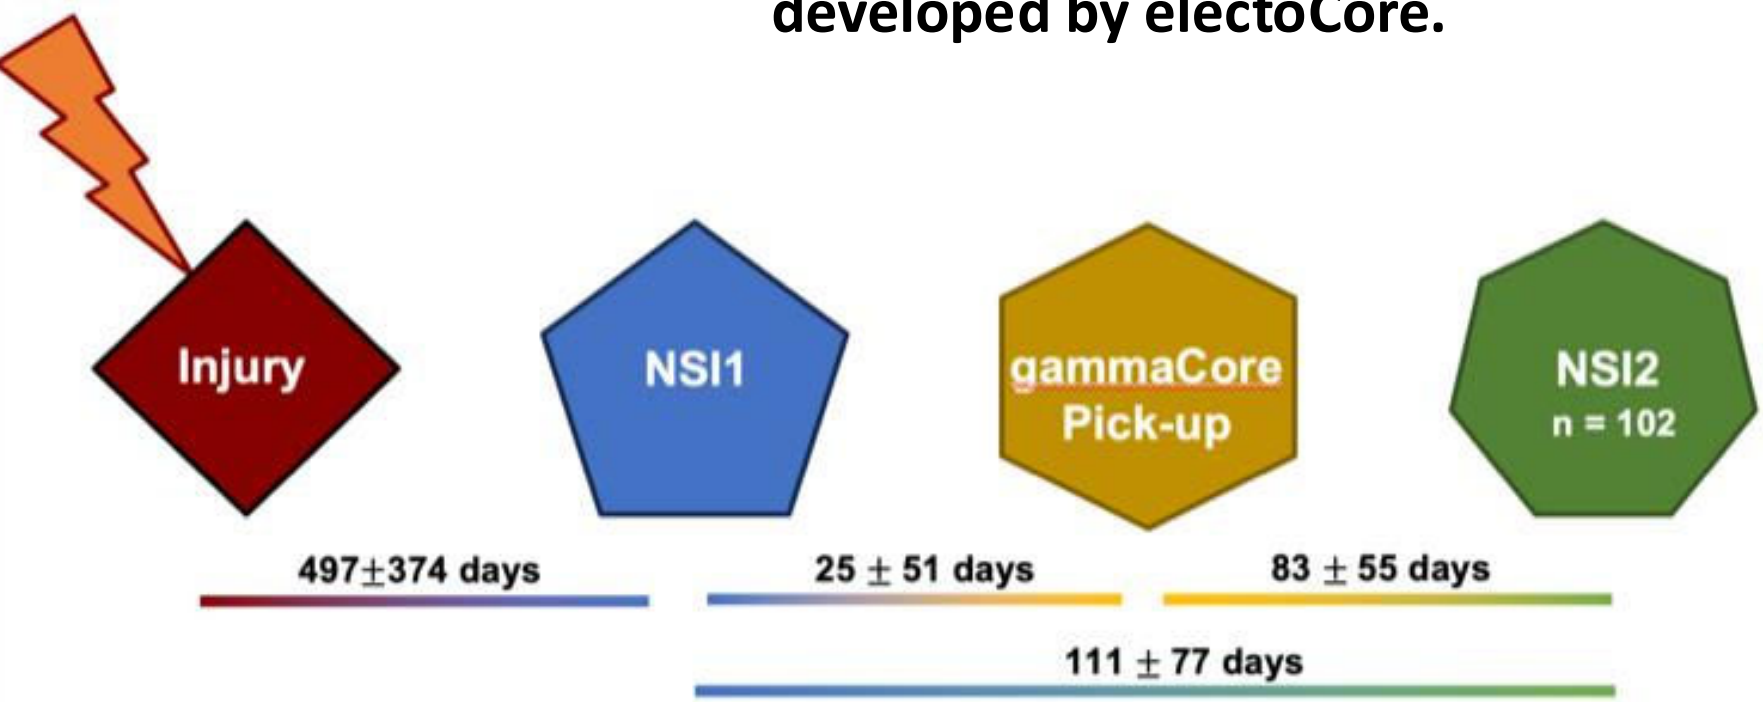 developed by electoCore.
Injury
NSI1
gammaCore
Pick-up
NSI2
n = 102
497±374 days
25 ± 51 days
83 ± 55 days
111 ± 77 days